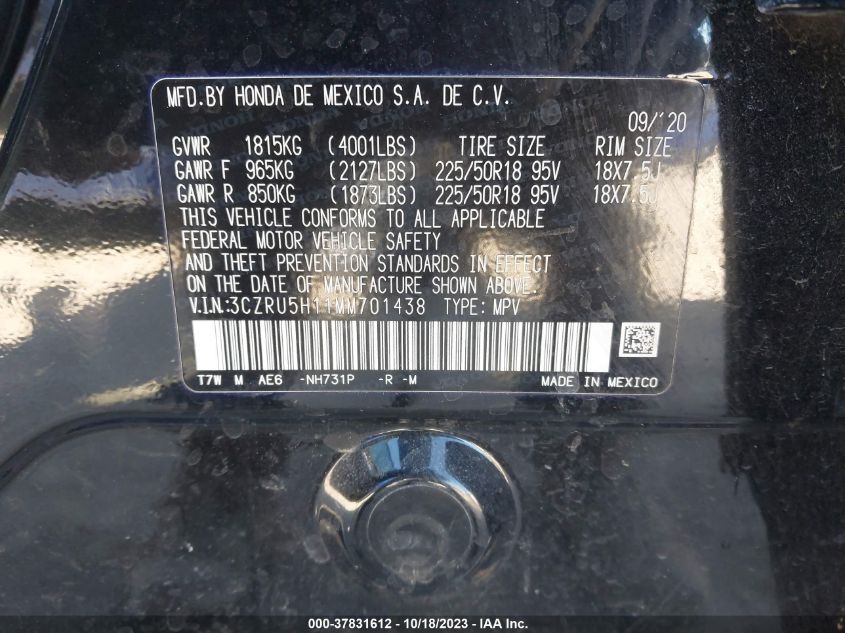 MFD.BY HONDA DE MEXICO S.A. DE C.V.
09/'20
GVWR 1815KG (4001LBS) TIRE SIZE RIM SIZE
GAWR F 965KG (2127LBS) 225/50R18 95V 18X7.5J
GAWR R 850KG (1873LBS) 225/50R18 95V 18X7.5J
THIS VEHICLE CONFORMS TO ALL APPLICABLE
FEDERAL MOTOR VEHICLE SAFETY
AND THEFT PREVENTION STANDARDS IN EFFECT
ON THE DATE OF MANUFACTURE SHOWN ABOVE.
V.I.N:3CZRU5H11MM701438 TYPE: MPV
T7W M AE6 -NH731P -R -M MADE IN MEXICO
000-37831612 - 10/18/2023 - IAA Inc.